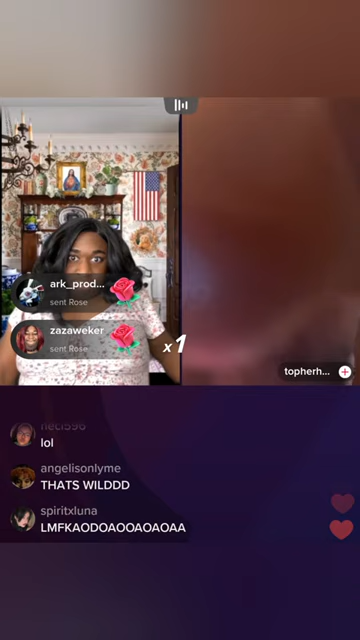 ark_prod...
sent Rose
zazaweker
sent Rose
x1
topherh...
lol
angelisonlyme
THATS WILDDD
spiritxluna
LMFKAODOAOOAOAOAA